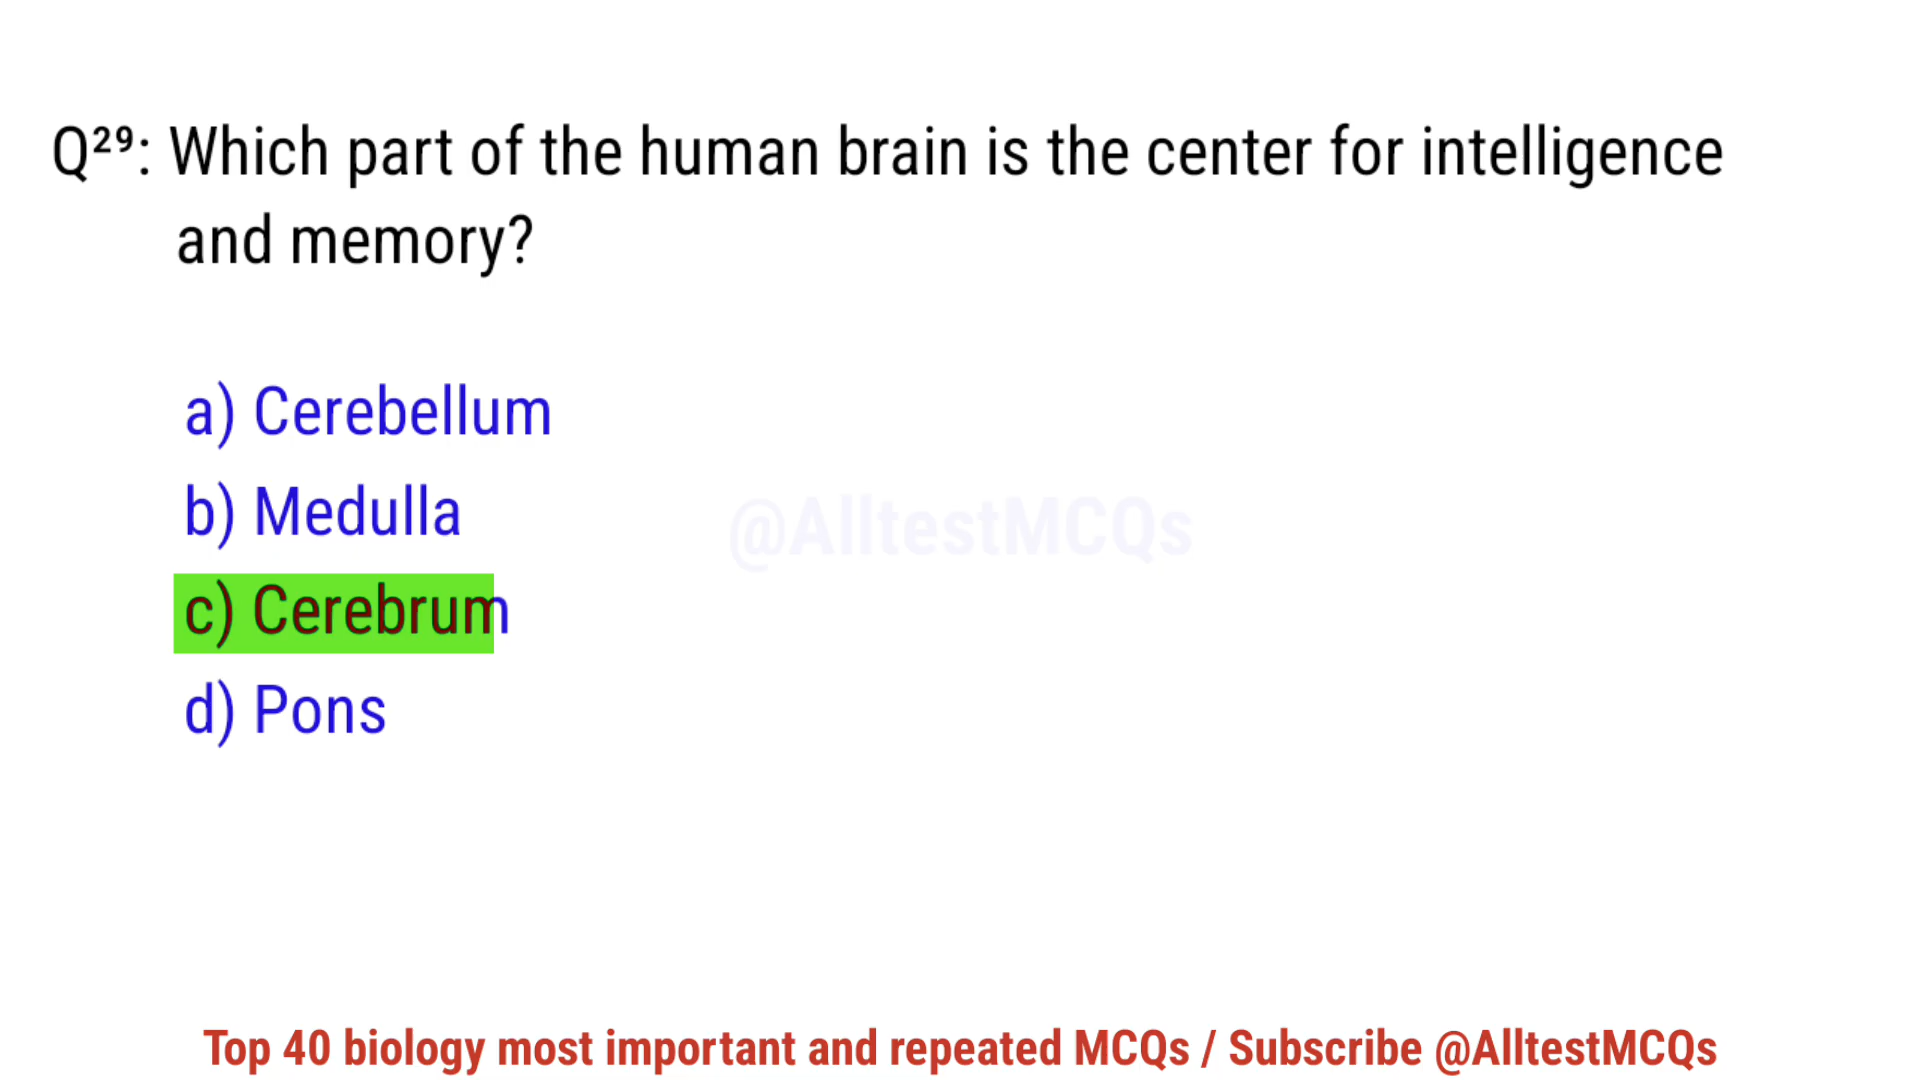 Q²⁹: Which part of the human brain is the center for intelligence
and memory?
a) Cerebellum
b) Medulla
@AlltestMCQs
c) Cerebrum
d) Pons
Top 40 biology most important and repeated MCQs / Subscribe @AlltestMCQs